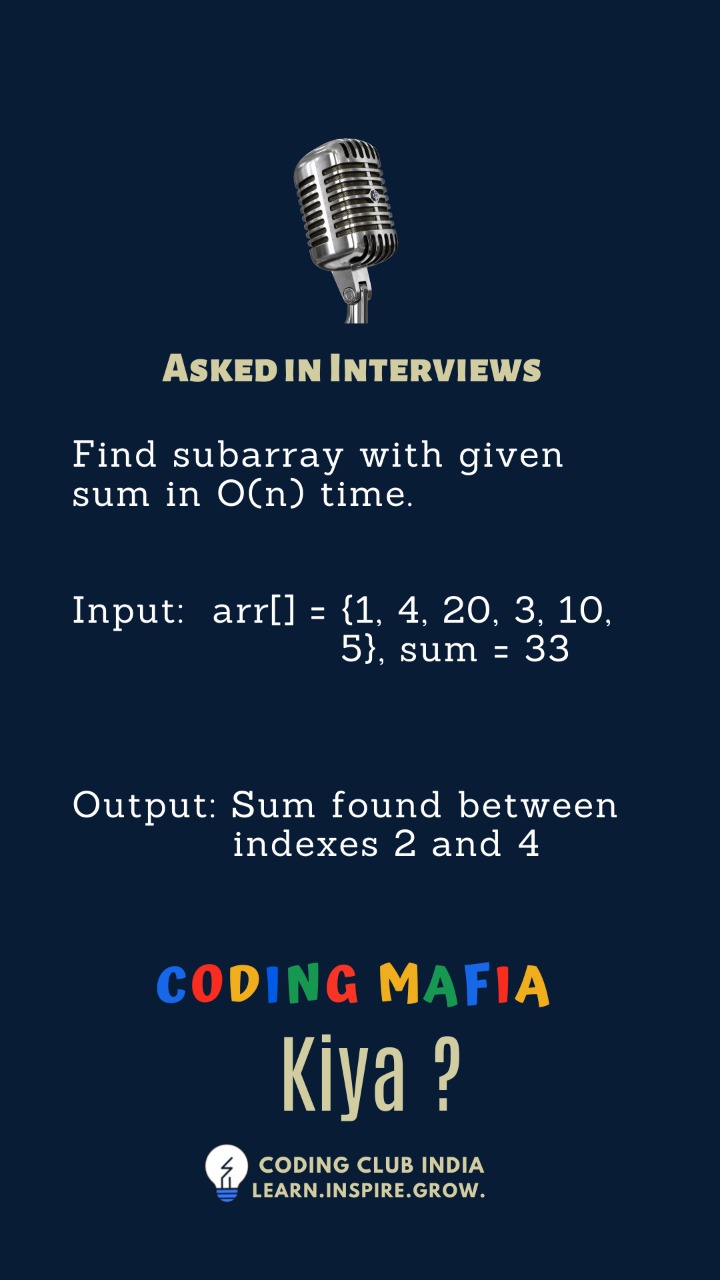 Asked in Interviews
Find subarray with given
sum in O(n) time.
Input: arr[] = {1, 4, 20, 3, 10,
5}, sum = 33
Output: Sum found between
indexes 2 and 4
CODING MAFIA
Kiya ?
CODING CLUB INDIA
LEARN.INSPIRE.GROW.